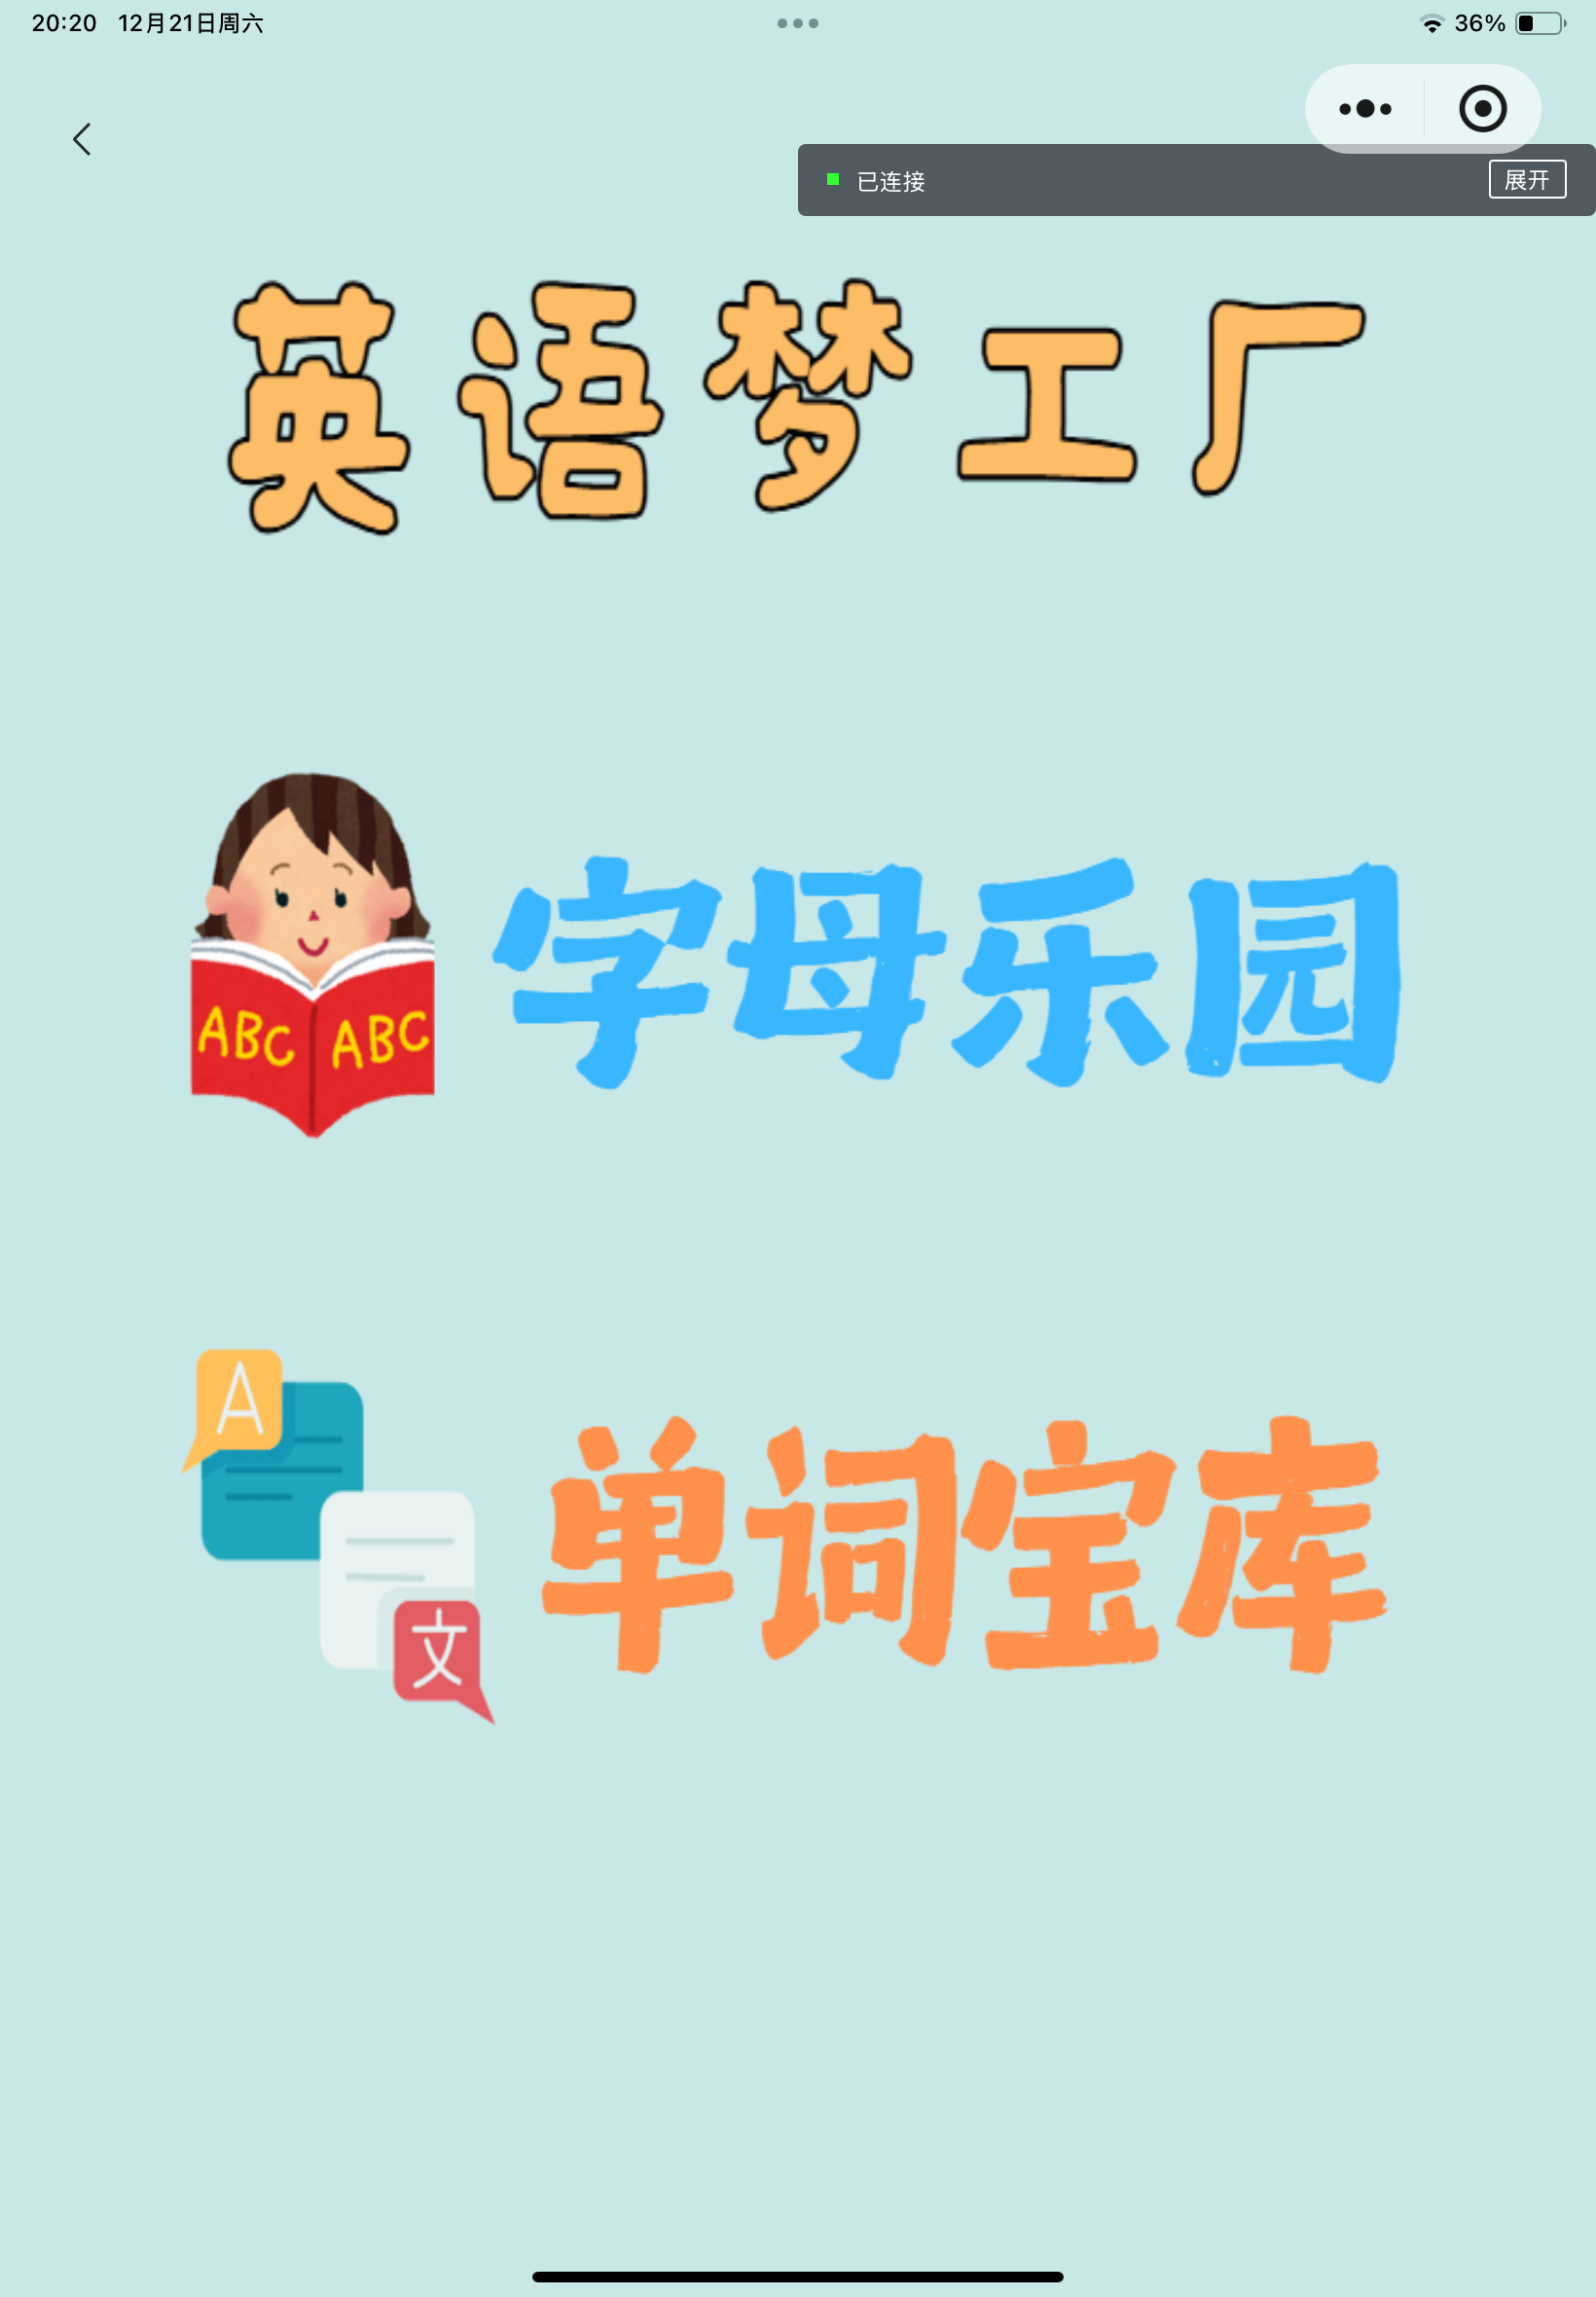 20:20 12月21日周六
36%
已连接 展开
英语梦工厂
ABC ABC
字母乐园
A
单词宝库
文